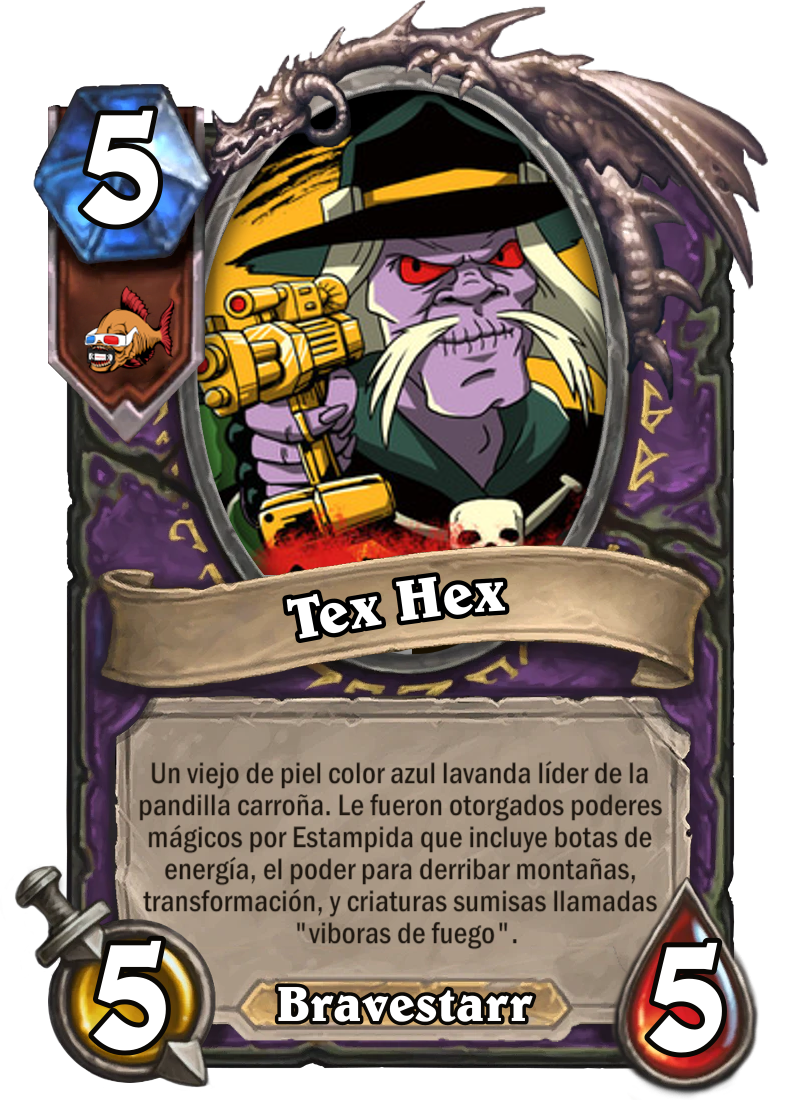 5
Tex Hex
Un viejo de piel color azul lavanda líder de la
pandilla carroña. Le fueron otorgados poderes
mágicos por Estampida que incluye botas de
energía, el poder para derribar montañas,
transformación, y criaturas sumisas llamadas
"viboras de fuego".
5
Bravestarr
5